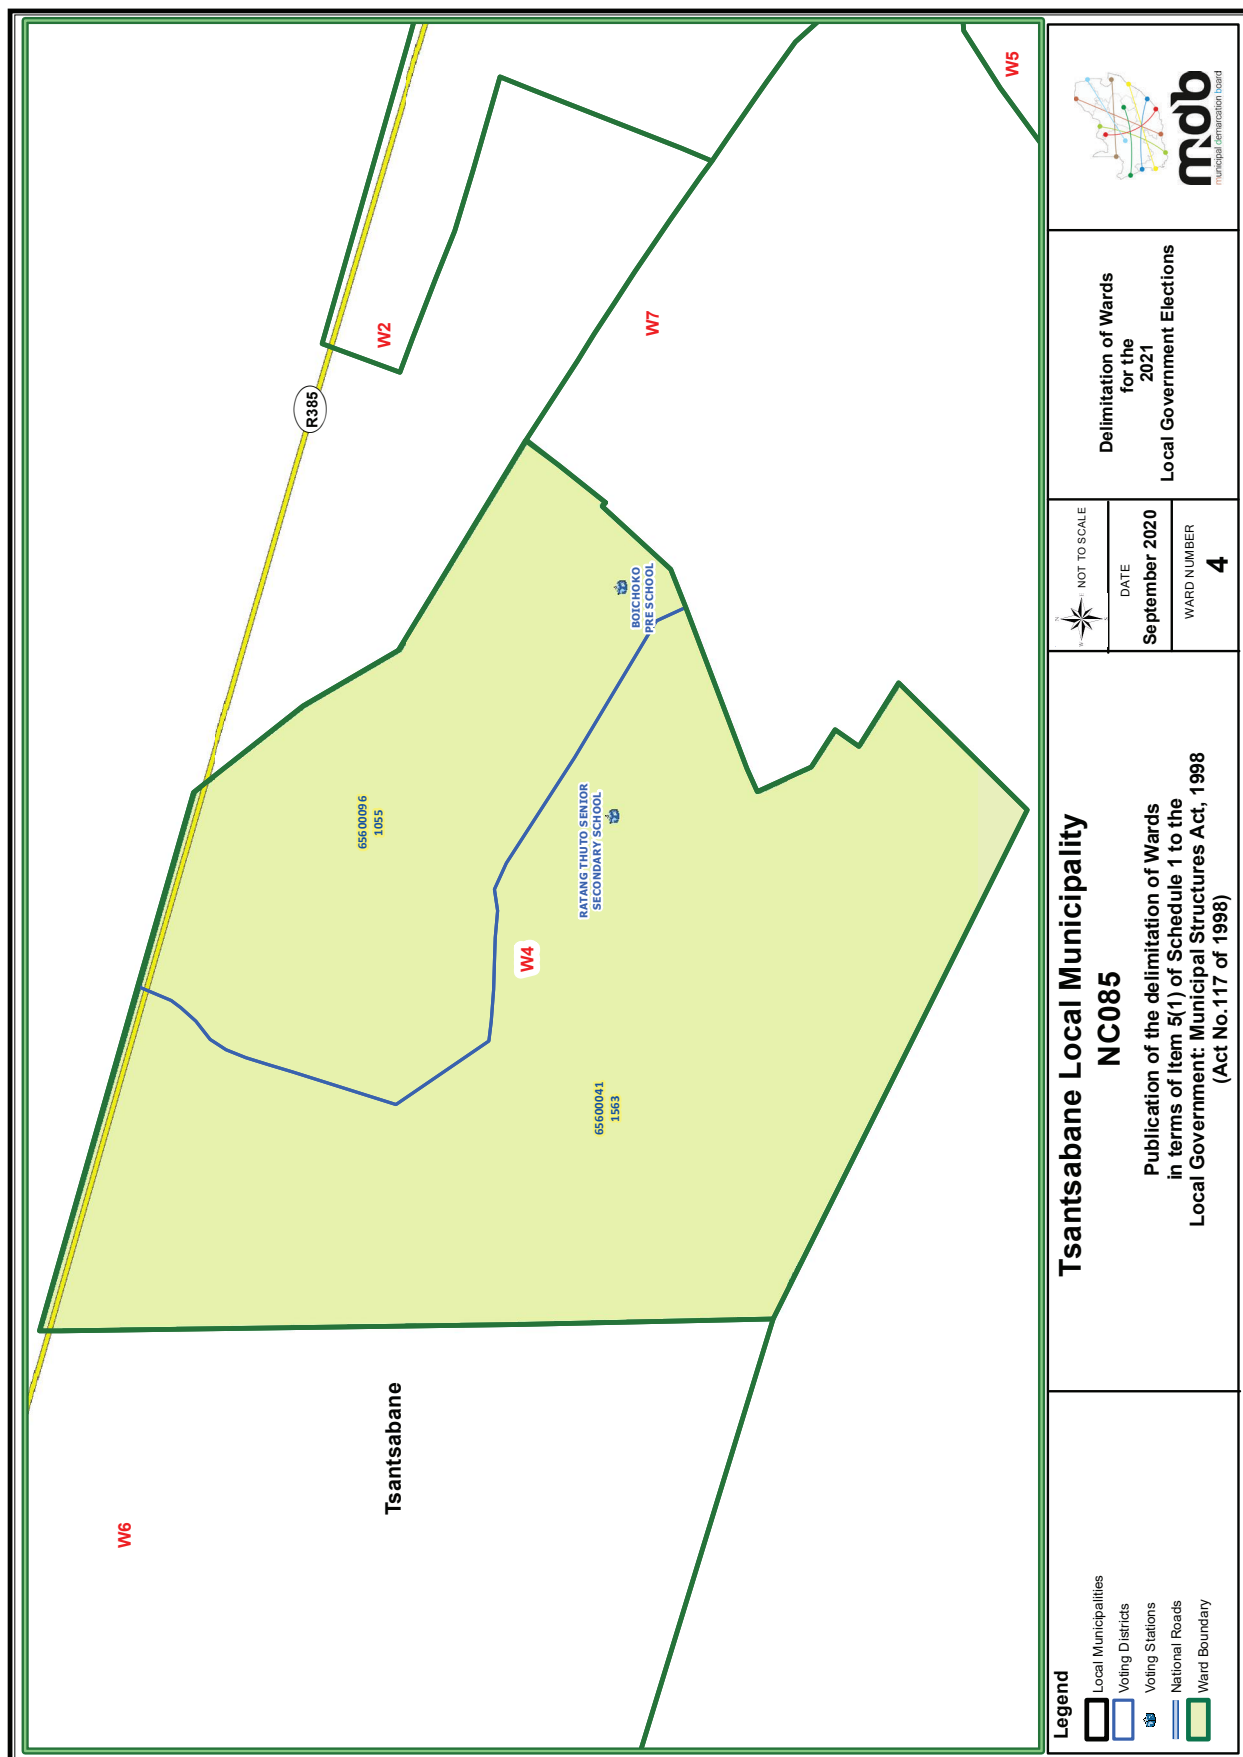 W6
Tsantsabane
65600041
1563
W4
65600096
1055
RATANG THUTO SENIOR
SECONDARY SCHOOL
BOICHOKO
PRE SCHOOL
R385
W2
W7
W5
Legend
Local Municipalities
Voting Districts
Voting Stations
National Roads
Ward Boundary
Tsantsabane Local Municipality
NC085
Publication of the delimitation of Wards
in terms of Item 5(1) of Schedule 1 to the
Local Government: Municipal Structures Act, 1998
(Act No.117 of 1998)
N
W
E
S
NOT TO SCALE
DATE
September 2020
WARD NUMBER
4
Delimitation of Wards
for the
2021
Local Government Elections
mdb
municipal demarcation board